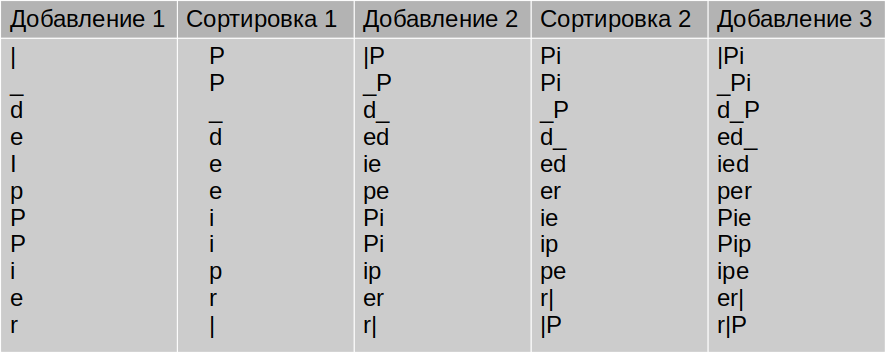 Добавление 1 Сортировка 1 Добавление 2 Сортировка 2 Добавление 3
| P |P Pi |Pi
_ P _P Pi _Pi
d _ d_ _P d_P
e d ed d_ ed_
I e ie ed ied
p e pe er per
P i Pi ie Pie
P i Pi ip Pip
i p ip pe ipe
e r er r| er|
r | r| |P r|P